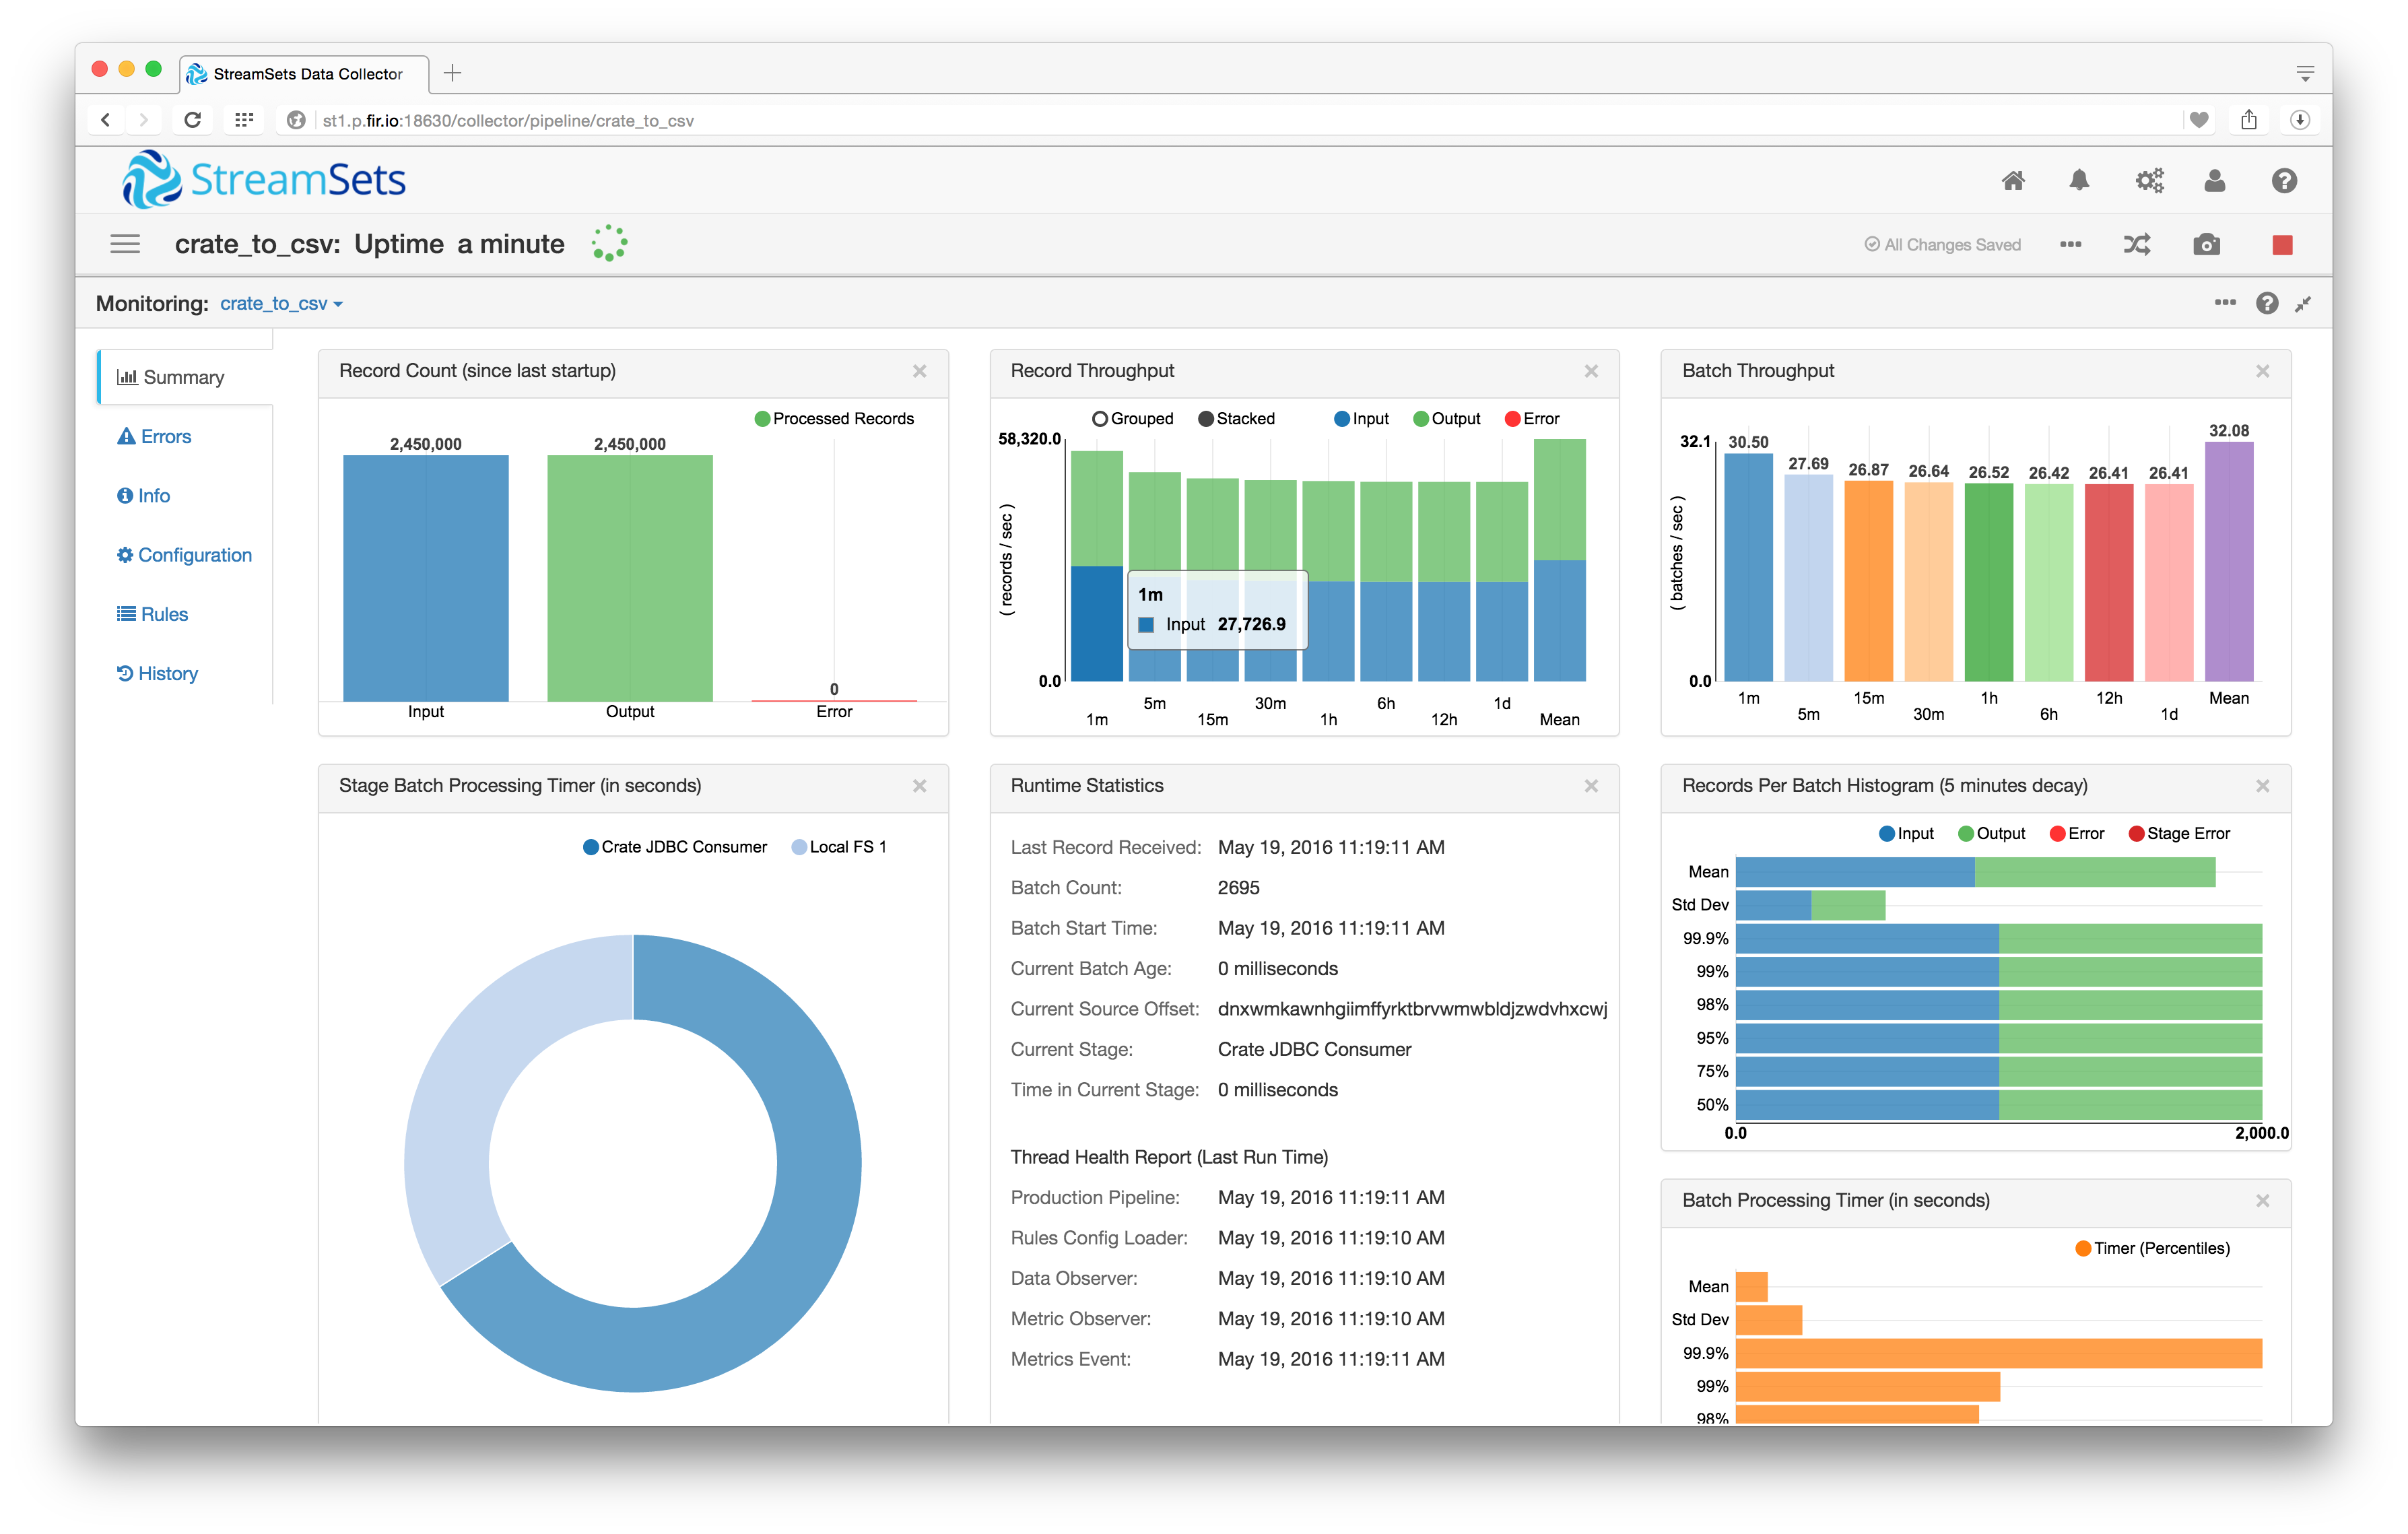 StreamSets Data Collector
st1.p.fir.io:18630/collector/pipeline/crate_to_csv
StreamSets
crate_to_csv: Uptime a minute
All Changes Saved
Monitoring: crate_to_csv
Summary
Errors
Info
Configuration
Rules
History
Record Count (since last startup)
Processed Records
2,450,000
2,450,000
0
Input
Output
Error
Record Throughput
Grouped
Stacked
Input
Output
Error
58,320.0
( records / sec )
1m
Input 27,726.9
0.0
1m
5m
15m
30m
1h
6h
12h
1d
Mean
Batch Throughput
32.1
( batches / sec )
30.50
27.69
26.87
26.64
26.52
26.42
26.41
26.41
32.08
0.0
1m
5m
15m
30m
1h
6h
12h
1d
Mean
Stage Batch Processing Timer (in seconds)
Crate JDBC Consumer
Local FS 1
Runtime Statistics
Last Record Received: May 19, 2016 11:19:11 AM
Batch Count: 2695
Batch Start Time: May 19, 2016 11:19:11 AM
Current Batch Age: 0 milliseconds
Current Source Offset: dnxwmkawnhgiimffyrktbrvwmwbldjzwdvhxcwj
Current Stage: Crate JDBC Consumer
Time in Current Stage: 0 milliseconds
Thread Health Report (Last Run Time)
Production Pipeline: May 19, 2016 11:19:11 AM
Rules Config Loader: May 19, 2016 11:19:10 AM
Data Observer: May 19, 2016 11:19:10 AM
Metric Observer: May 19, 2016 11:19:10 AM
Metrics Event: May 19, 2016 11:19:11 AM
Records Per Batch Histogram (5 minutes decay)
Input
Output
Error
Stage Error
Mean
Std Dev
99.9%
99%
98%
95%
75%
50%
0.0
2,000.0
Batch Processing Timer (in seconds)
Timer (Percentiles)
Mean
Std Dev
99.9%
99%
98%